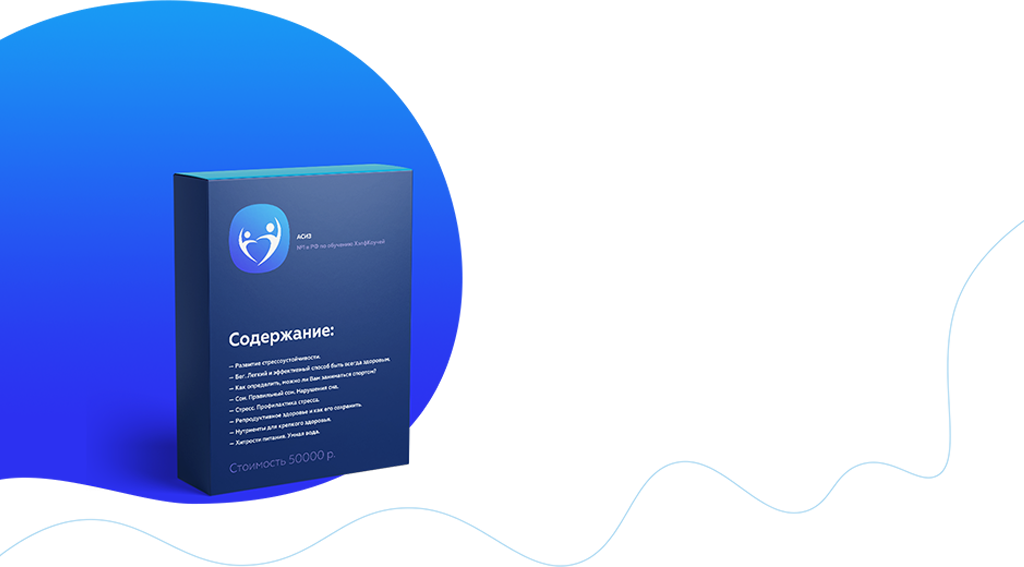 АСИЗ
№1 в РФ по обучению ХэлфКоучей
Содержание:
— Развитие стрессоустойчивости.
— Бег. Легкий и эффективный способ быть всегда здоровым.
— Как определить, можно ли Вам заниматься спортом?
— Сон. Правильный сон. Нарушения сна.
— Стресс. Профилактика стресса.
— Репродуктивное здоровье и как его сохранить.
— Нутриенты для крепкого здоровья.
— Хитрости питания. Умная вода.
Стоимость 50000 р.